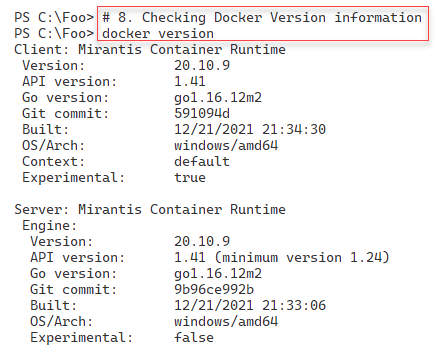 PS C:\Foo> # 8. Checking Docker Version information
PS C:\Foo> docker version
Client: Mirantis Container Runtime
 Version:           20.10.9
 API version:       1.41
 Go version:        go1.16.12m2
 Git commit:        591094d
 Built:             12/21/2021 21:34:30
 OS/Arch:           windows/amd64
 Context:           default
 Experimental:      true

Server: Mirantis Container Runtime
 Engine:
  Version:          20.10.9
  API version:      1.41 (minimum version 1.24)
  Go version:       go1.16.12m2
  Git commit:       9b96ce992b
  Built:            12/21/2021 21:33:06
  OS/Arch:          windows/amd64
  Experimental:     false